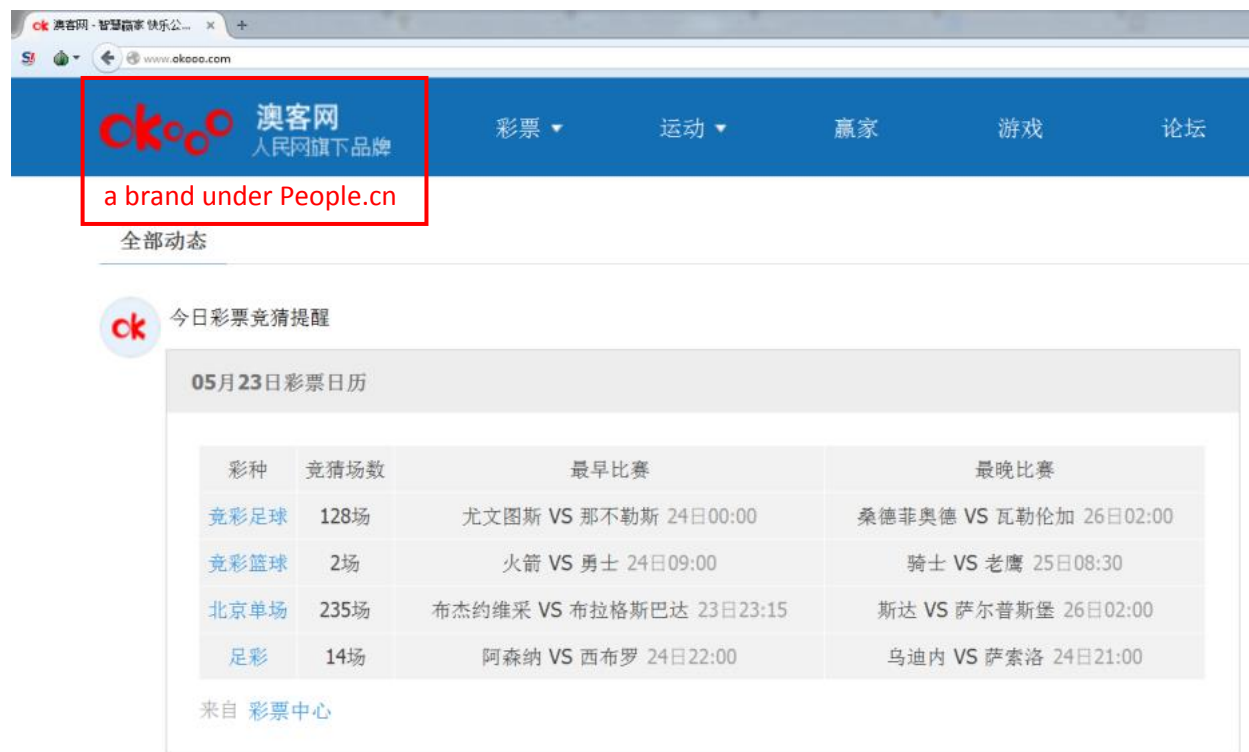 ok 澳客网 - 智慧赢家 快乐公... × +
www.okooo.com
okooo 澳客网
人民网旗下品牌
彩票 ▾ 运动 ▾ 赢家 游戏 论坛
a brand under People.cn
全部动态
ok 今日彩票竞猜提醒
05月23日彩票日历
彩种 竞猜场数 最早比赛 最晚比赛
竞彩足球 128场 尤文图斯 VS 那不勒斯 24日00:00 桑德菲奥德 VS 瓦勒伦加 26日02:00
竞彩篮球 2场 火箭 VS 勇士 24日09:00 骑士 VS 老鹰 25日08:30
北京单场 235场 布杰约维采 VS 布拉格斯巴达 23日23:15 斯达 VS 萨尔普斯堡 26日02:00
足彩 14场 阿森纳 VS 西布罗 24日22:00 乌迪内 VS 萨索洛 24日21:00
来自 彩票中心